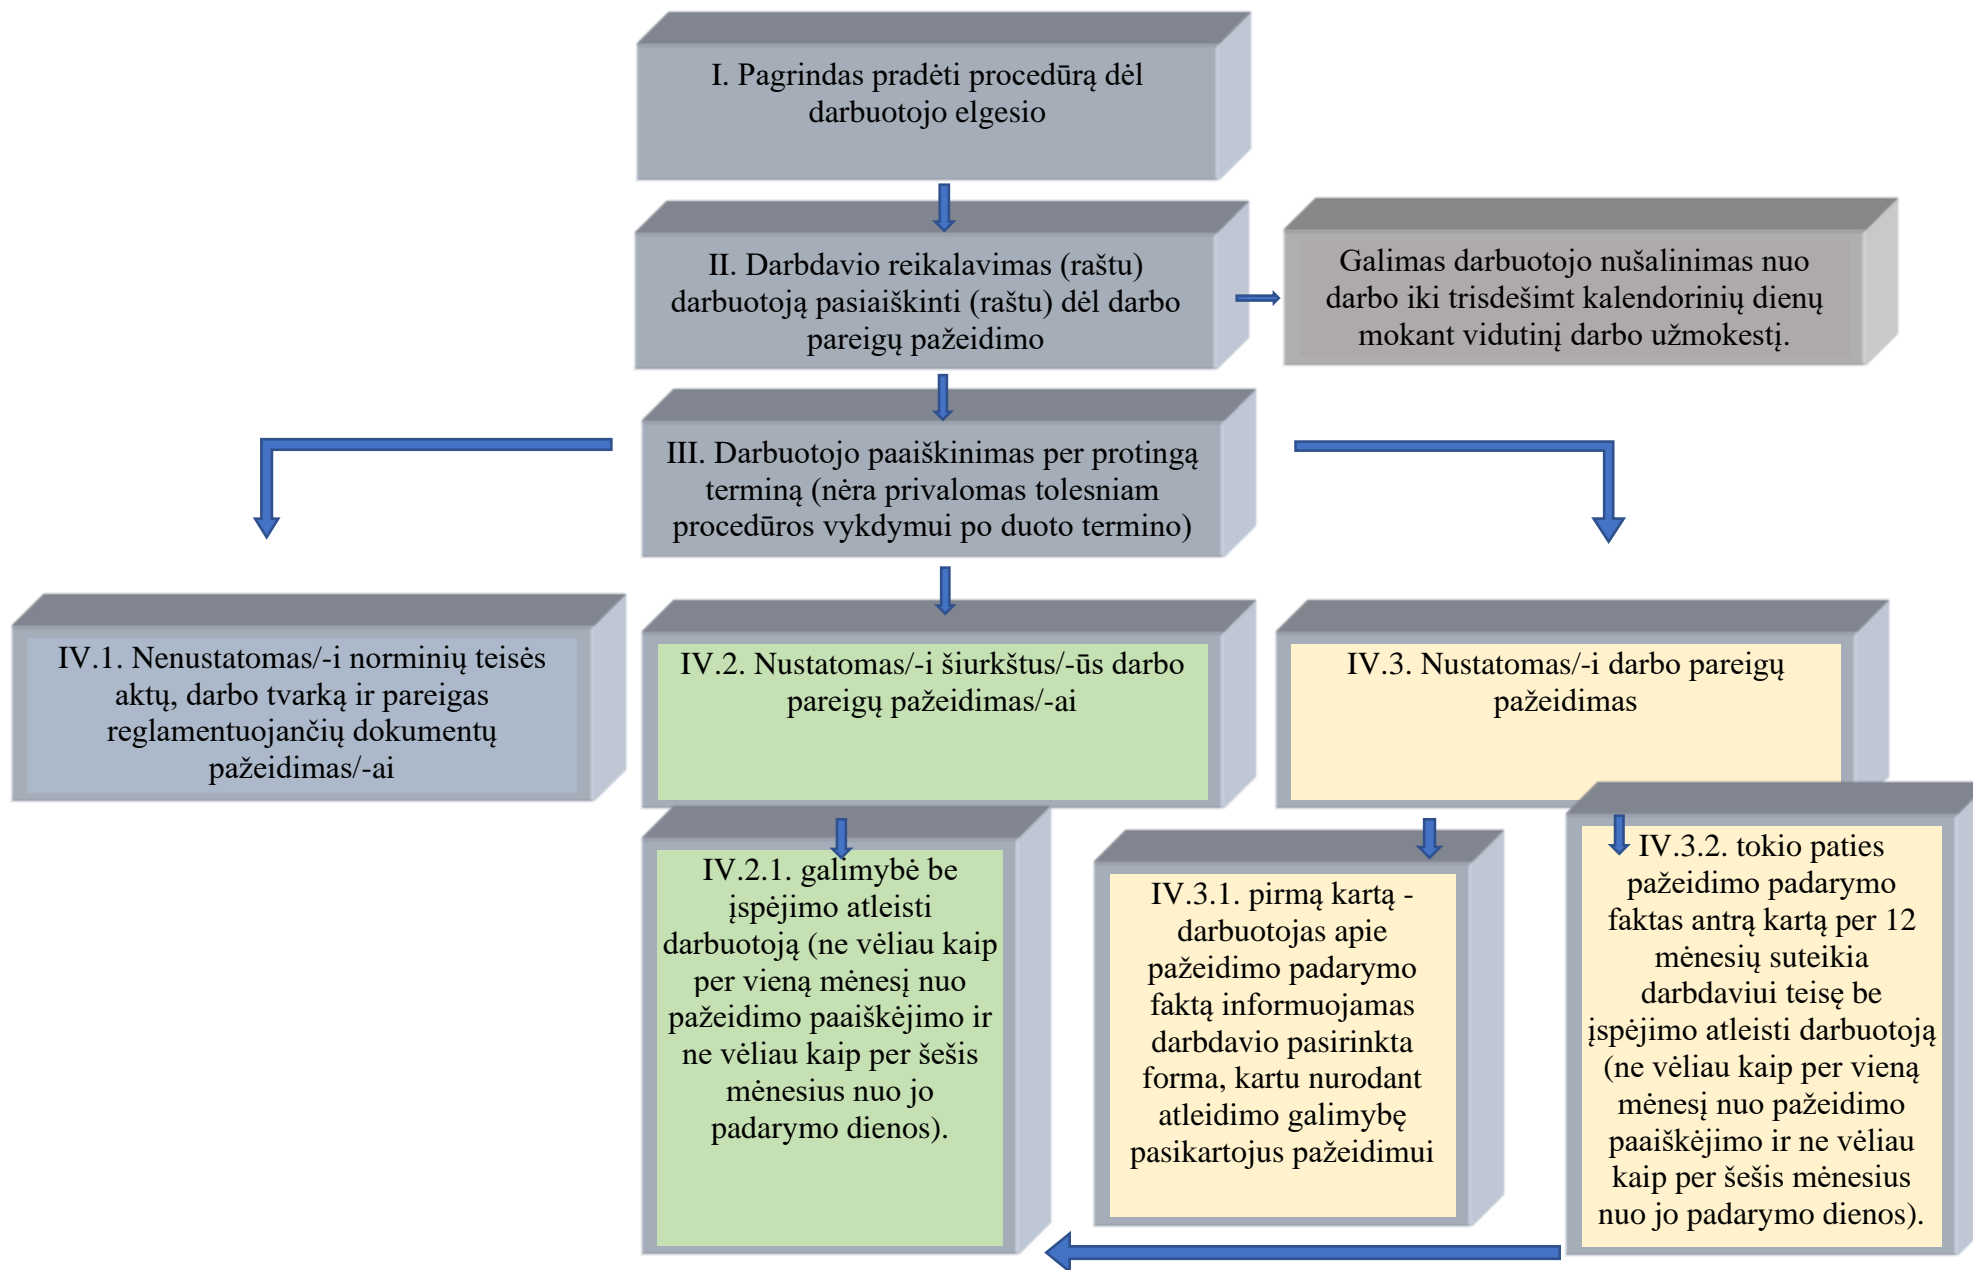 I. Pagrindas pradėti procedūrą dėl
darbuotojo elgesio
II. Darbdavio reikalavimas (raštu)
darbuotoją pasiaiškinti (raštu) dėl darbo
pareigų pažeidimo
Galimas darbuotojo nušalinimas nuo
darbo iki trisdešimt kalendorinių dienų
mokant vidutinį darbo užmokestį.
III. Darbuotojo paaiškinimas per protingą
terminą (nėra privalomas tolesniam
procedūros vykdymui po duoto termino)
IV.1. Nenustatomas/-i norminių teisės
aktų, darbo tvarką ir pareigas
reglamentuojančių dokumentų
pažeidimas/-ai
IV.2. Nustatomas/-i šiurkštus/-ūs darbo
pareigų pažeidimas/-ai
IV.3. Nustatomas/-i darbo pareigų
pažeidimas
IV.2.1. galimybė be
įspėjimo atleisti
darbuotoją (ne vėliau kaip
per vieną mėnesį nuo
pažeidimo paaiškėjimo ir
ne vėliau kaip per šešis
mėnesius nuo jo
padarymo dienos).
IV.3.1. pirmą kartą -
darbuotojas apie
pažeidimo padarymo
faktą informuojamas
darbdavio pasirinkta
forma, kartu nurodant
atleidimo galimybę
pasikartojus pažeidimui
IV.3.2. tokio paties
pažeidimo padarymo
faktas antrą kartą per 12
mėnesių suteikia
darbdaviui teisę be
įspėjimo atleisti darbuotoją
(ne vėliau kaip per vieną
mėnesį nuo pažeidimo
paaiškėjimo ir ne vėliau
kaip per šešis mėnesius
nuo jo padarymo dienos).